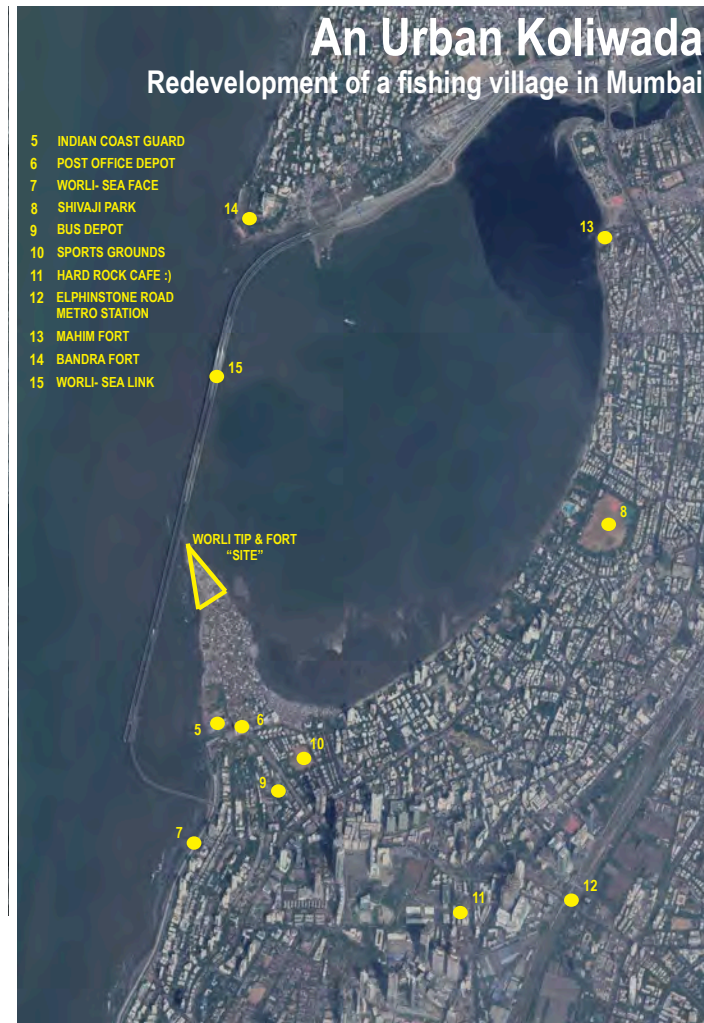 An Urban Koliwada
Redevelopment of a fishing village in Mumbai
5 INDIAN COAST GUARD
6 POST OFFICE DEPOT
7 WORLI- SEA FACE
8 SHIVAJI PARK
9 BUS DEPOT
10 SPORTS GROUNDS
11 HARD ROCK CAFE :)
12 ELPHINSTONE ROAD
METRO STATION
13 MAHIM FORT
14 BANDRA FORT
15 WORLI- SEA LINK
14
13
15
8
WORLI TIP & FORT
“SITE”
5
6
10
9
7
11
12